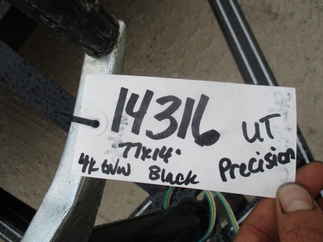 14316 UT
77x14'
4k GVW Black Precision